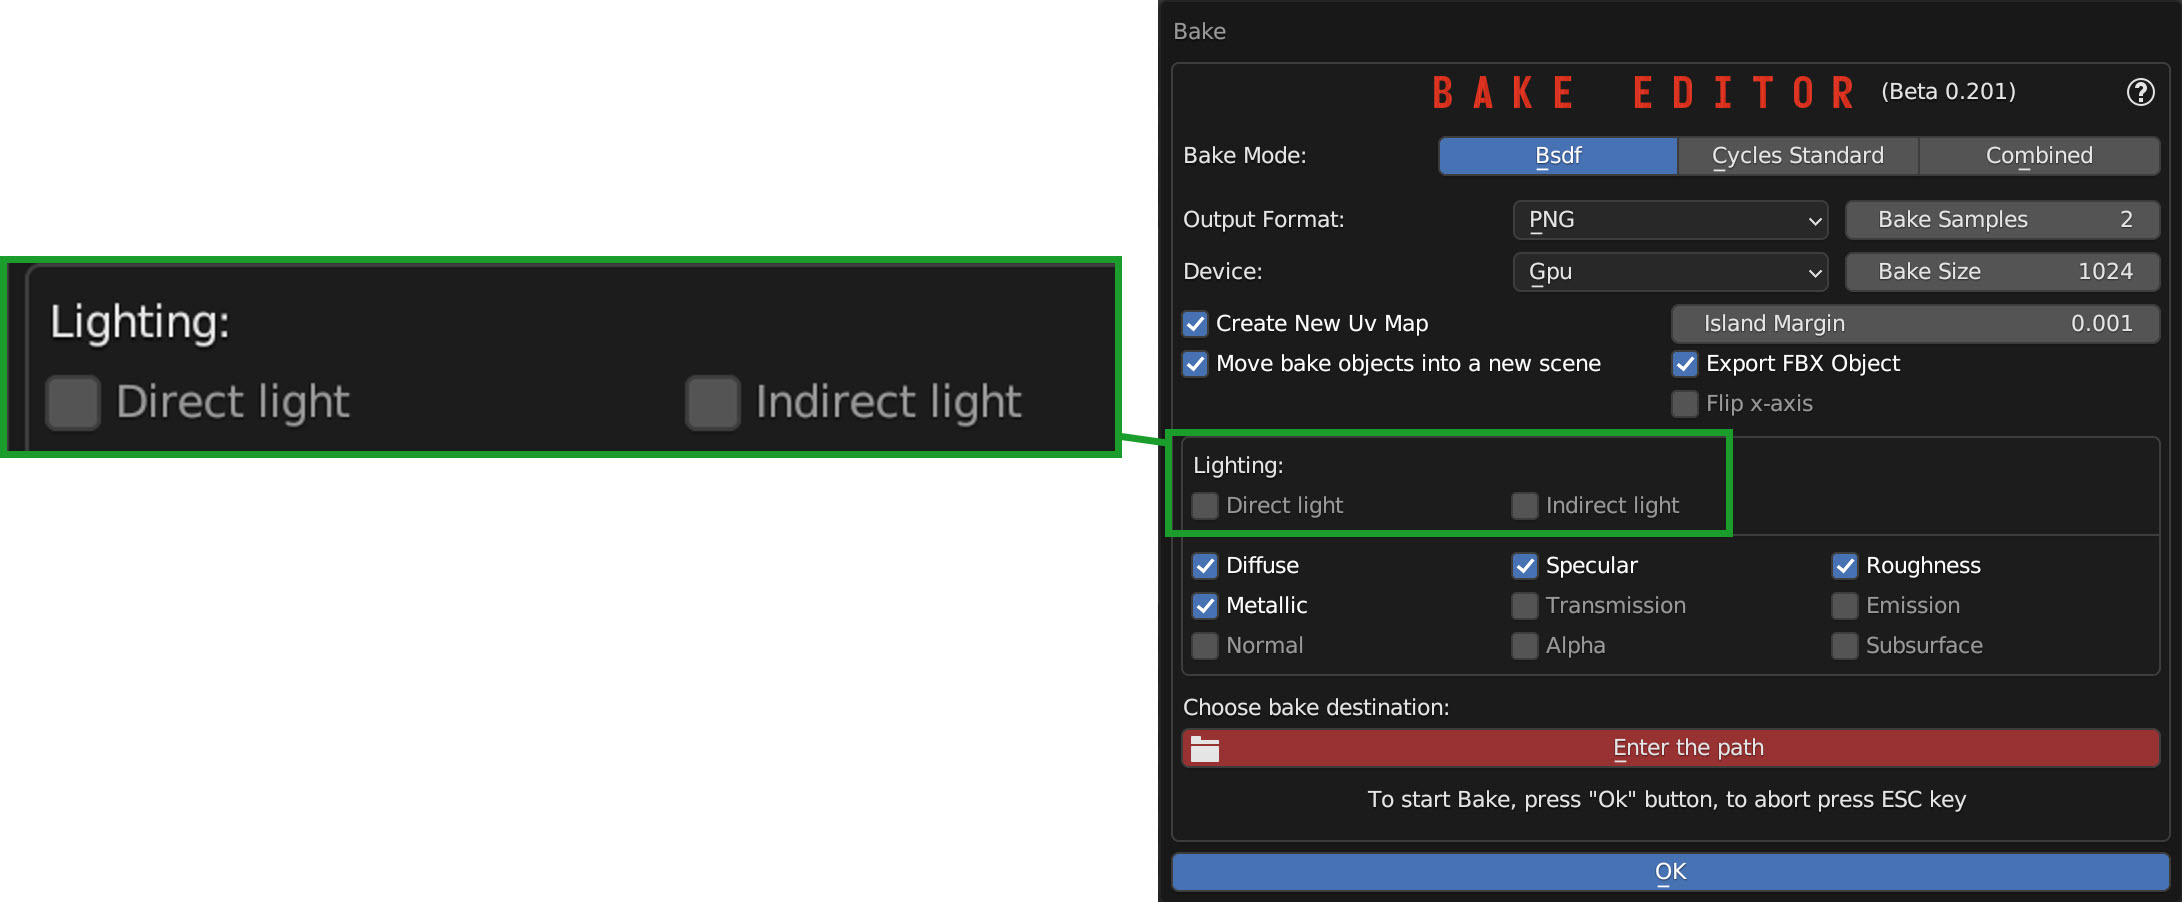 Lighting:
Direct light Indirect light
Bake
BAKE EDITOR (Beta 0.201) ?
Bake Mode: Bsdf Cycles Standard Combined
Output Format: PNG Bake Samples 2
Device: Gpu Bake Size 1024
Create New Uv Map Island Margin 0.001
Move bake objects into a new scene Export FBX Object
Flip x-axis
Lighting:
Direct light Indirect light
Diffuse Specular Roughness
Metallic Transmission Emission
Normal Alpha Subsurface
Choose bake destination:
Enter the path
To start Bake, press "Ok" button, to abort press ESC key
OK